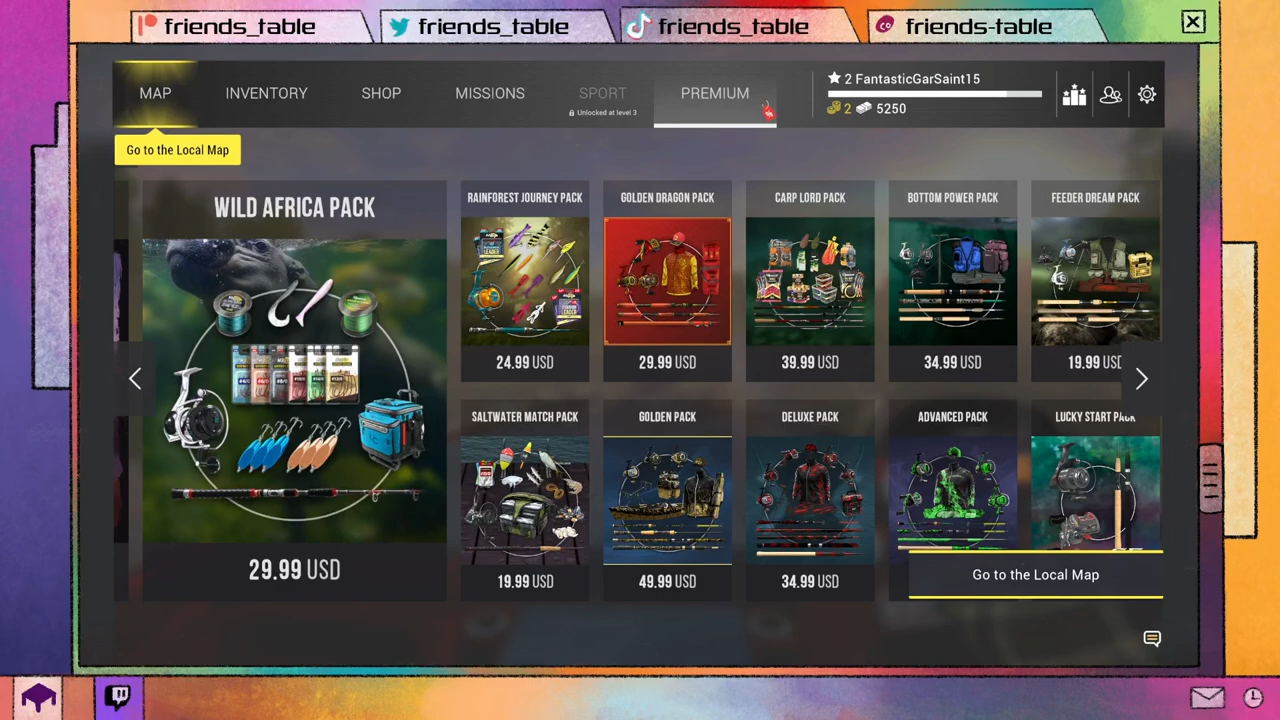 friends_table
friends_table
friends_table
friends-table
MAP
INVENTORY
SHOP
MISSIONS
SPORT
Unlocked at level 3
PREMIUM
2 FantasticGarSaint15
2 5250
Go to the Local Map
WILD AFRICA PACK
29.99 USD
RAINFOREST JOURNEY PACK
24.99 USD
GOLDEN DRAGON PACK
29.99 USD
CARP LORD PACK
39.99 USD
BOTTOM POWER PACK
34.99 USD
FEEDER DREAM PACK
19.99 USD
SALTWATER MATCH PACK
19.99 USD
GOLDEN PACK
49.99 USD
DELUXE PACK
34.99 USD
ADVANCED PACK
LUCKY START PACK
Go to the Local Map